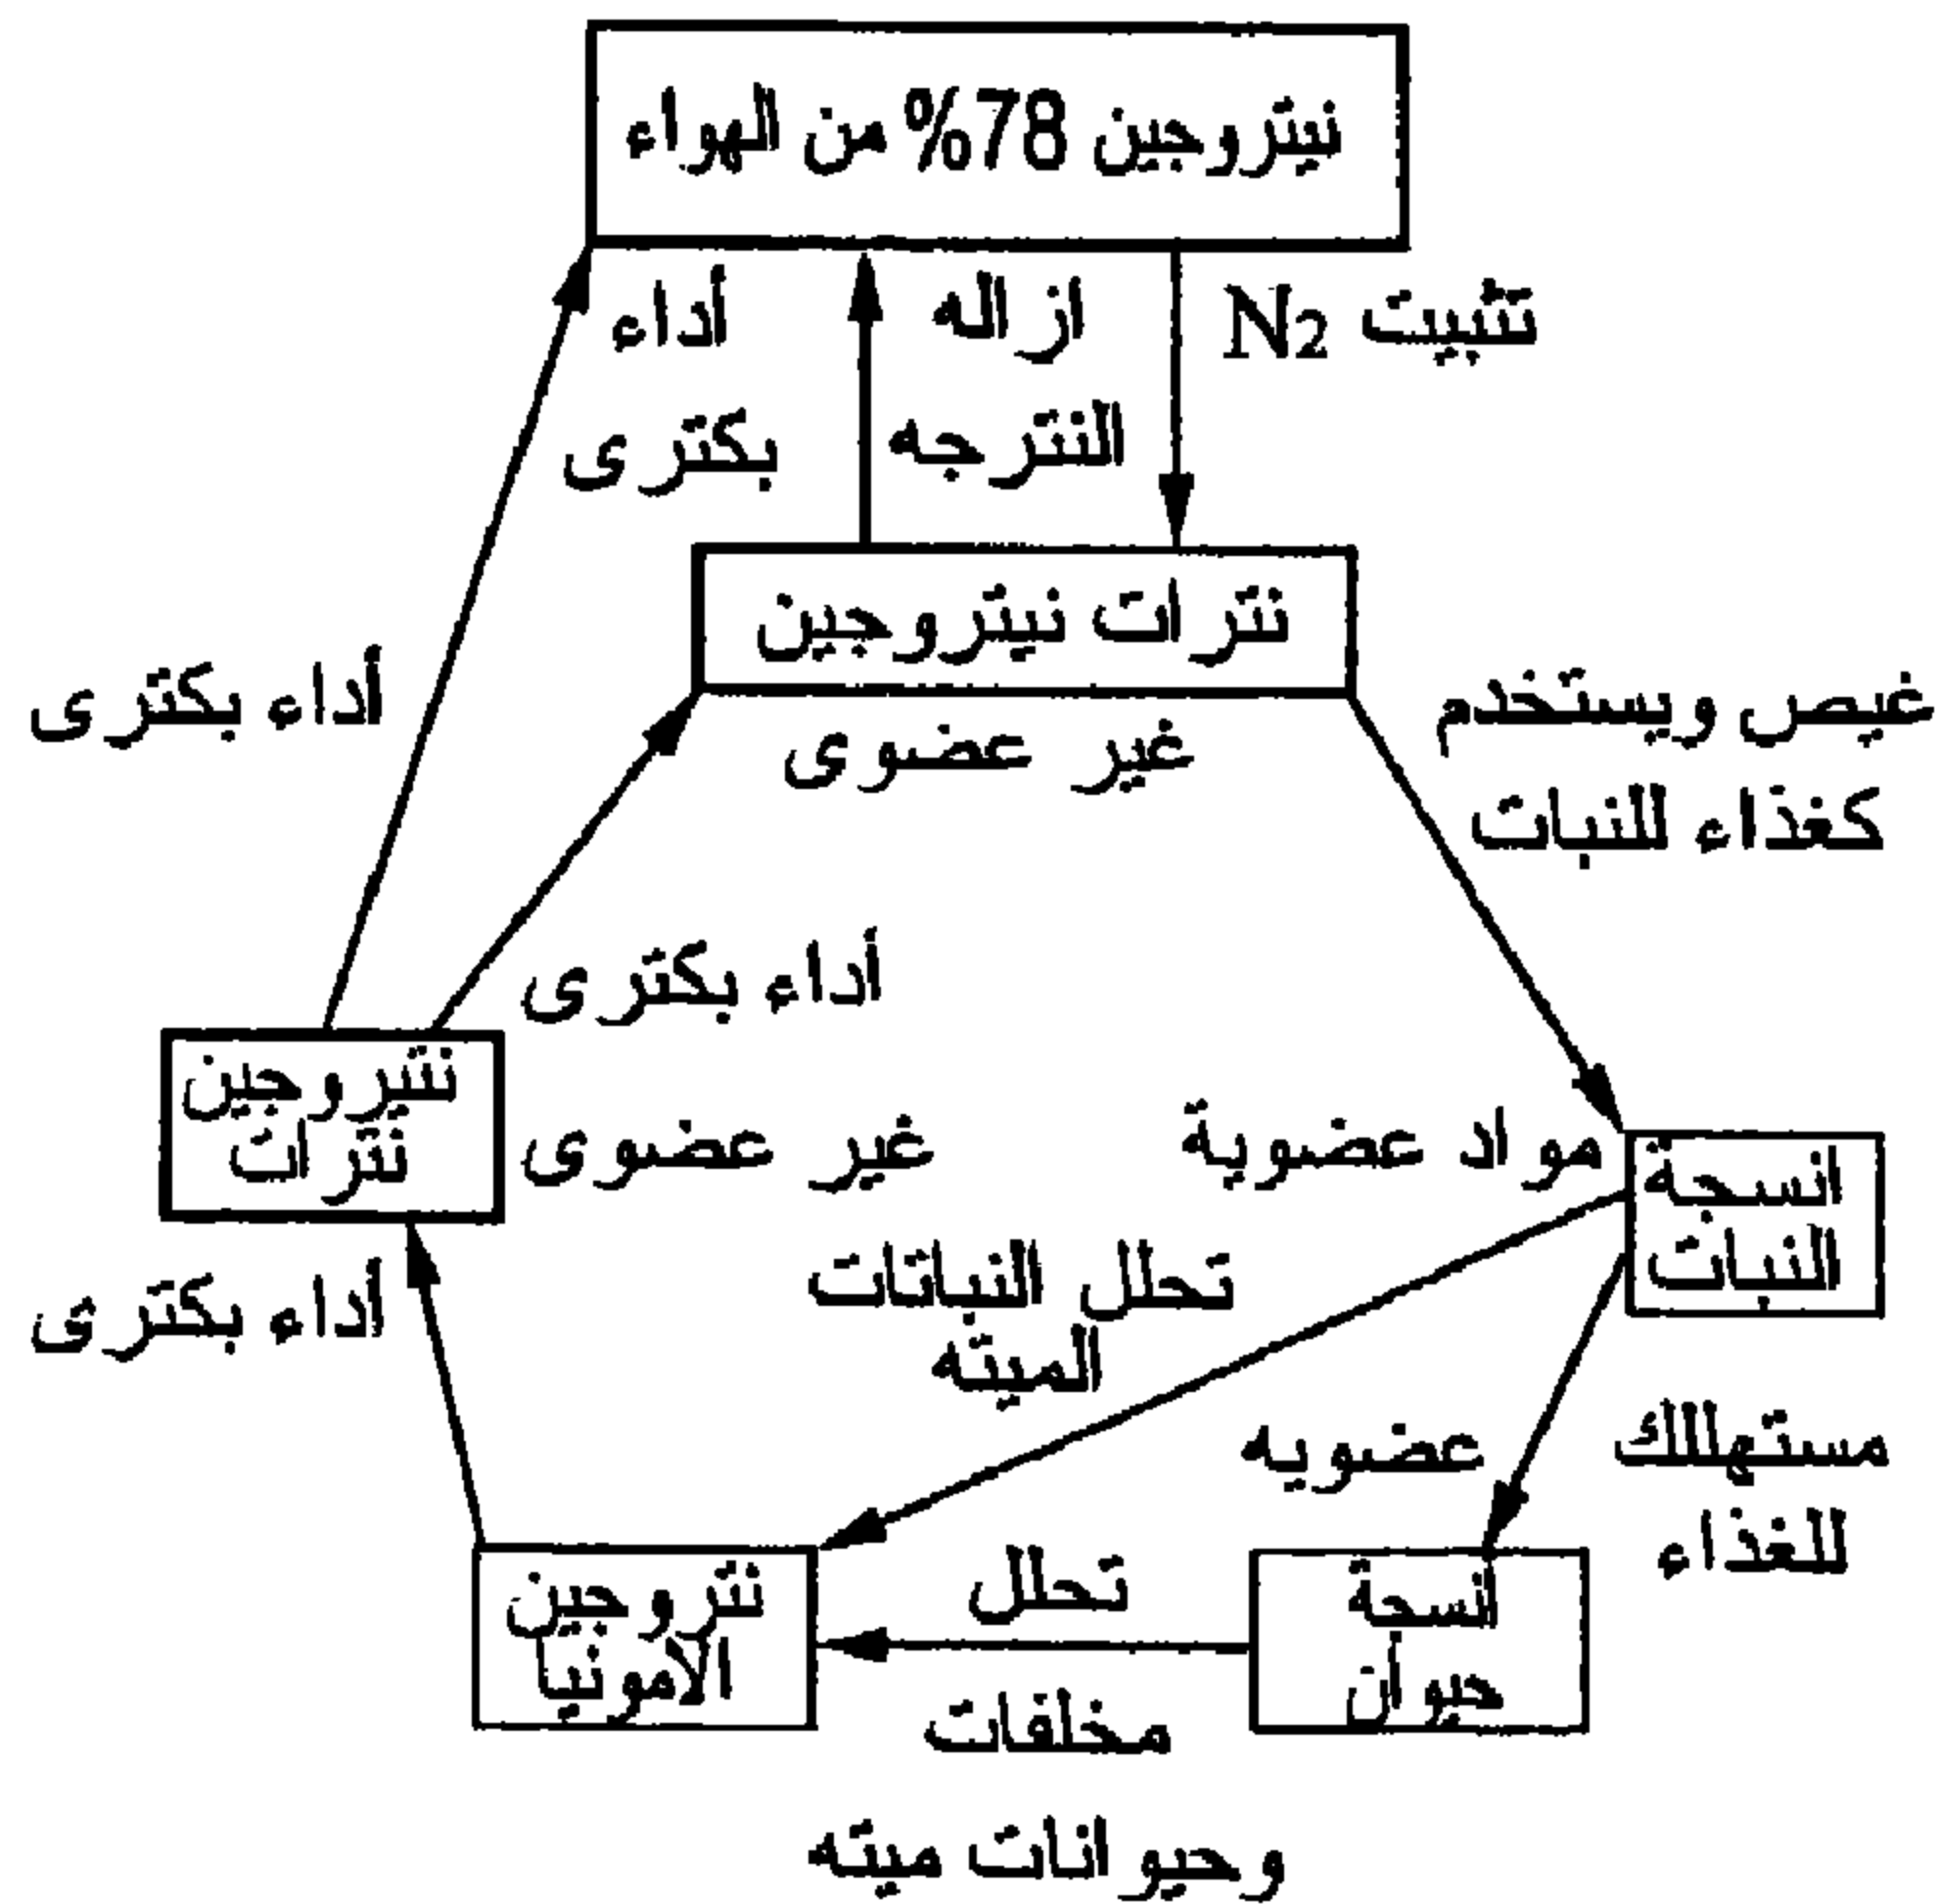 نيتروجين 78% من الهواء
تثبيت N2
ازاله
النترجه
أداء
بكترى
نترات نيتروجين
غير عضوى
أداء بكترى
غيص ويستخدم
كغذاء للنبات
أداء بكترى
غير عضوى
نشيروجين
نترات
مواد عضوية
انسجة
النبات
تحلل النباتات
الميته
أداء بكترى
عضويه
مستهلك
للغذاء
نتروجين
الامونيا
تحلل
مخلفات
وحيوانات ميته
انسجة
حيوان